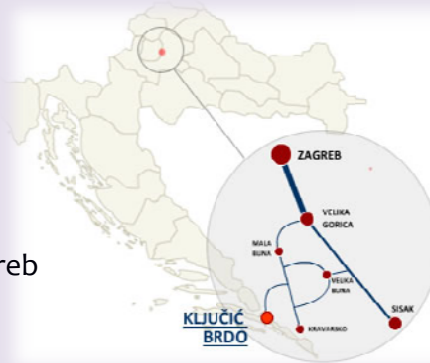 ZAGREB
VELIKA
GORICA
MALA
BUNA
VELIKA
BUNA
reb
SISAK
KLJUČIĆ
BRDO
KRAVARSKO